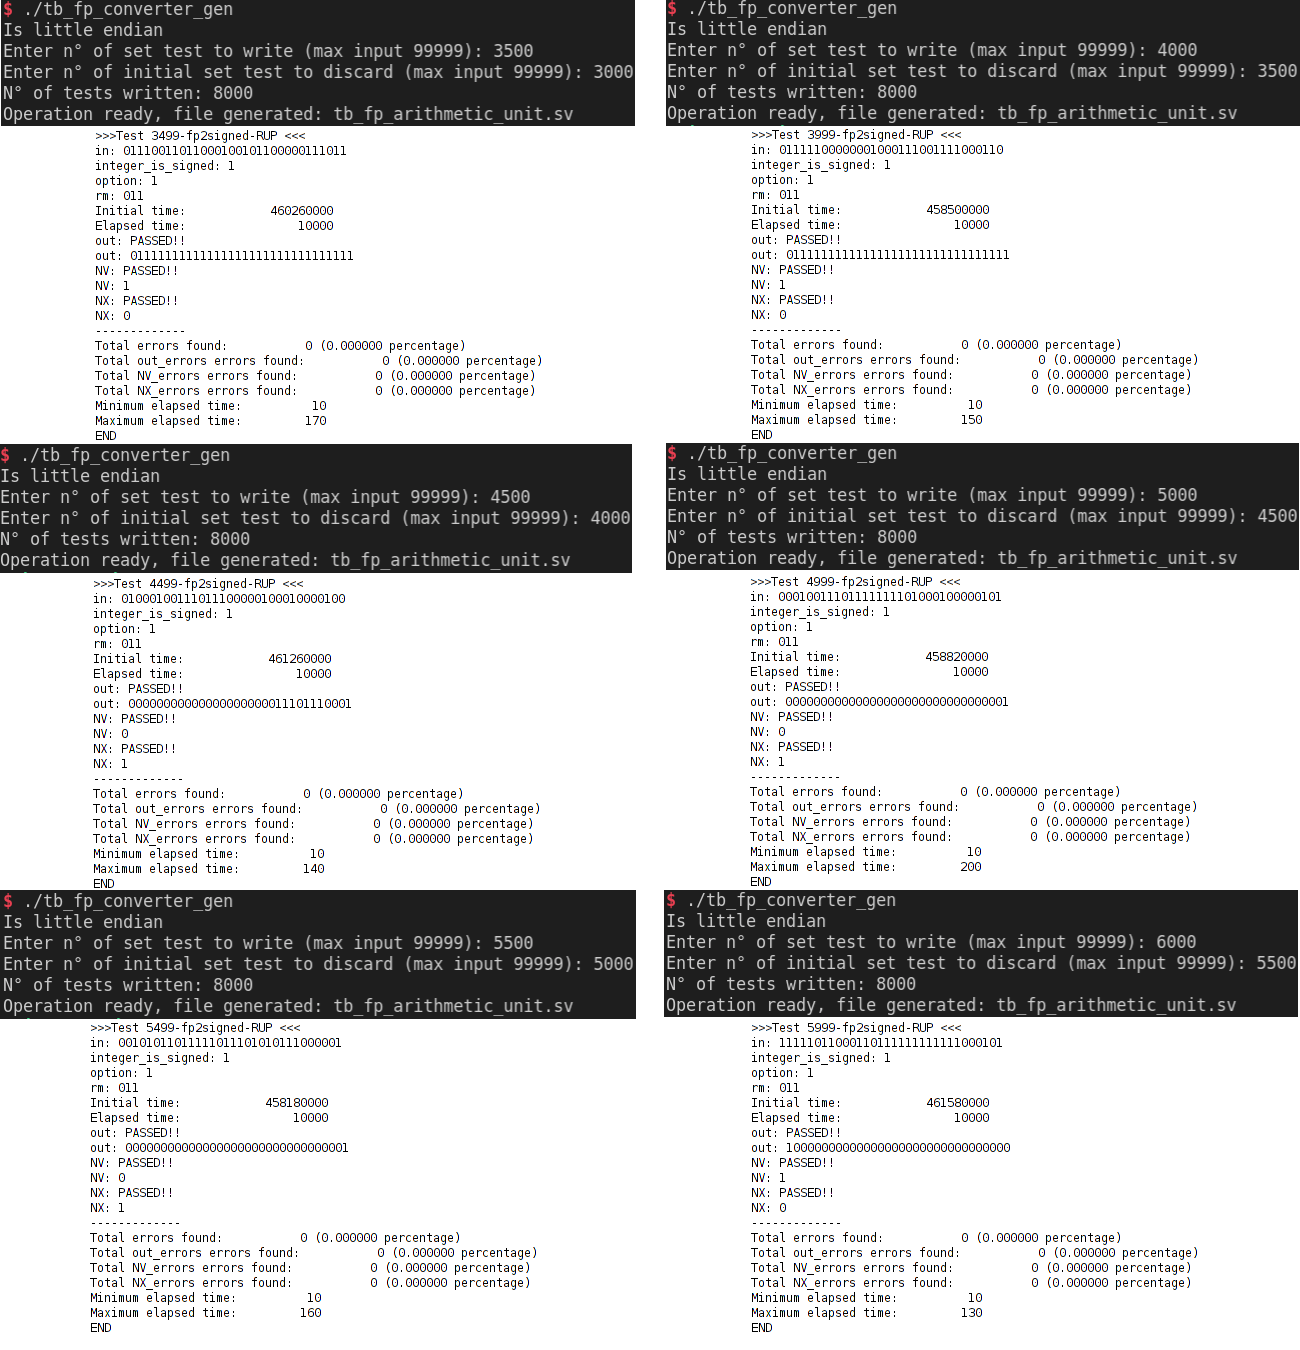 $ ./tb_fp_converter_gen
Is little endian
Enter n° of set test to write (max input 99999): 3500
Enter n° of initial set test to discard (max input 99999): 3000
N° of tests written: 8000
Operation ready, file generated: tb_fp_arithmetic_unit.sv
>>>Test 3499-fp2signed-RUP <<<
in: 01110011011000100101100000111011
integer_is_signed: 1
option: 1
rm: 011
Initial time: 460260000
Elapsed time: 10000
out: PASSED!!
out: 01111111111111111111111111111111
NV: PASSED!!
NV: 1
NX: PASSED!!
NX: 0
-------------
Total errors found: 0 (0.000000 percentage)
Total out_errors errors found: 0 (0.000000 percentage)
Total NV_errors errors found: 0 (0.000000 percentage)
Total NX_errors errors found: 0 (0.000000 percentage)
Minimum elapsed time: 10
Maximum elapsed time: 170
END
$ ./tb_fp_converter_gen
Is little endian
Enter n° of set test to write (max input 99999): 4000
Enter n° of initial set test to discard (max input 99999): 3500
N° of tests written: 8000
Operation ready, file generated: tb_fp_arithmetic_unit.sv
>>>Test 3999-fp2signed-RUP <<<
in: 01111100000001000111001111000110
integer_is_signed: 1
option: 1
rm: 011
Initial time: 458500000
Elapsed time: 10000
out: PASSED!!
out: 01111111111111111111111111111111
NV: PASSED!!
NV: 1
NX: PASSED!!
NX: 0
-------------
Total errors found: 0 (0.000000 percentage)
Total out_errors errors found: 0 (0.000000 percentage)
Total NV_errors errors found: 0 (0.000000 percentage)
Total NX_errors errors found: 0 (0.000000 percentage)
Minimum elapsed time: 10
Maximum elapsed time: 150
END
$ ./tb_fp_converter_gen
Is little endian
Enter n° of set test to write (max input 99999): 4500
Enter n° of initial set test to discard (max input 99999): 4000
N° of tests written: 8000
Operation ready, file generated: tb_fp_arithmetic_unit.sv
>>>Test 4499-fp2signed-RUP <<<
in: 01000100111011100000100010000100
integer_is_signed: 1
option: 1
rm: 011
Initial time: 461260000
Elapsed time: 10000
out: PASSED!!
out: 00000000000000000000011101110001
NV: PASSED!!
NV: 0
NX: PASSED!!
NX: 1
-------------
Total errors found: 0 (0.000000 percentage)
Total out_errors errors found: 0 (0.000000 percentage)
Total NV_errors errors found: 0 (0.000000 percentage)
Total NX_errors errors found: 0 (0.000000 percentage)
Minimum elapsed time: 10
Maximum elapsed time: 140
END
$ ./tb_fp_converter_gen
Is little endian
Enter n° of set test to write (max input 99999): 5000
Enter n° of initial set test to discard (max input 99999): 4500
N° of tests written: 8000
Operation ready, file generated: tb_fp_arithmetic_unit.sv
>>>Test 4999-fp2signed-RUP <<<
in: 00010011101111111101000100000101
integer_is_signed: 1
option: 1
rm: 011
Initial time: 458820000
Elapsed time: 10000
out: PASSED!!
out: 00000000000000000000000000000001
NV: PASSED!!
NV: 0
NX: PASSED!!
NX: 1
-------------
Total errors found: 0 (0.000000 percentage)
Total out_errors errors found: 0 (0.000000 percentage)
Total NV_errors errors found: 0 (0.000000 percentage)
Total NX_errors errors found: 0 (0.000000 percentage)
Minimum elapsed time: 10
Maximum elapsed time: 200
END
$ ./tb_fp_converter_gen
Is little endian
Enter n° of set test to write (max input 99999): 5500
Enter n° of initial set test to discard (max input 99999): 5000
N° of tests written: 8000
Operation ready, file generated: tb_fp_arithmetic_unit.sv
>>>Test 5499-fp2signed-RUP <<<
in: 00101011011111011101010111000001
integer_is_signed: 1
option: 1
rm: 011
Initial time: 458180000
Elapsed time: 10000
out: PASSED!!
out: 00000000000000000000000000000001
NV: PASSED!!
NV: 0
NX: PASSED!!
NX: 1
-------------
Total errors found: 0 (0.000000 percentage)
Total out_errors errors found: 0 (0.000000 percentage)
Total NV_errors errors found: 0 (0.000000 percentage)
Total NX_errors errors found: 0 (0.000000 percentage)
Minimum elapsed time: 10
Maximum elapsed time: 160
END
$ ./tb_fp_converter_gen
Is little endian
Enter n° of set test to write (max input 99999): 6000
Enter n° of initial set test to discard (max input 99999): 5500
N° of tests written: 8000
Operation ready, file generated: tb_fp_arithmetic_unit.sv
>>>Test 5999-fp2signed-RUP <<<
in: 11111011000110111111111111000101
integer_is_signed: 1
option: 1
rm: 011
Initial time: 461580000
Elapsed time: 10000
out: PASSED!!
out: 10000000000000000000000000000000
NV: PASSED!!
NV: 1
NX: PASSED!!
NX: 0
-------------
Total errors found: 0 (0.000000 percentage)
Total out_errors errors found: 0 (0.000000 percentage)
Total NV_errors errors found: 0 (0.000000 percentage)
Total NX_errors errors found: 0 (0.000000 percentage)
Minimum elapsed time: 10
Maximum elapsed time: 130
END